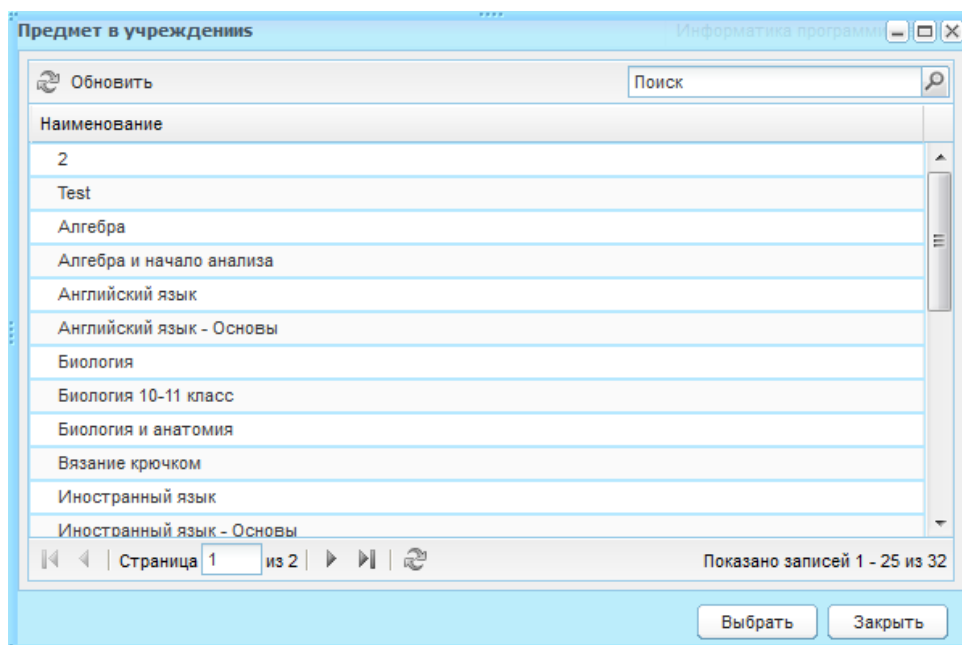 Предмет в учрежденииs
Информатика программи
Обновить
Поиск
Наименование
2
Test
Алгебра
Алгебра и начало анализа
Английский язык
Английский язык - Основы
Биология
Биология 10-11 класс
Биология и анатомия
Вязание крючком
Иностранный язык
Иностранный язык - Основы
Страница 1 из 2
Показано записей 1 - 25 из 32
Выбрать
Закрыть